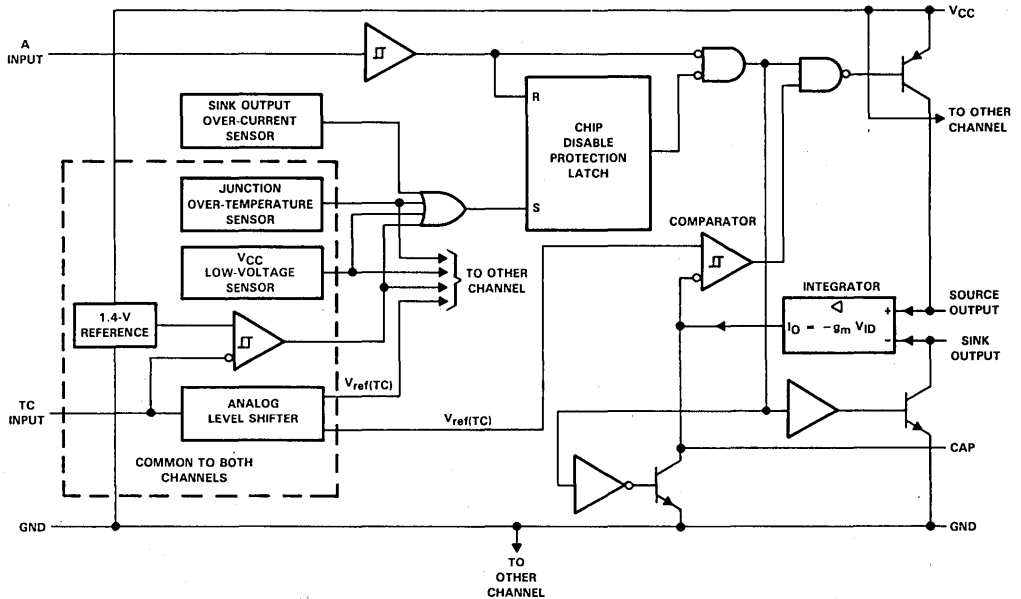 VCC
A
INPUT
SINK OUTPUT
OVER-CURRENT
SENSOR
R
CHIP
DISABLE
PROTECTION
LATCH
S
TO OTHER
CHANNEL
JUNCTION
OVER-TEMPERATURE
SENSOR
COMPARATOR
VCC
LOW-VOLTAGE
SENSOR
TO OTHER
CHANNEL
INTEGRATOR
IO = -gm VID
+
-
SOURCE
OUTPUT
SINK
OUTPUT
1.4-V
REFERENCE
Vref(TC)
TC
INPUT
ANALOG
LEVEL SHIFTER
Vref(TC)
CAP
COMMON TO BOTH
CHANNELS
GND
GND
TO
OTHER
CHANNEL